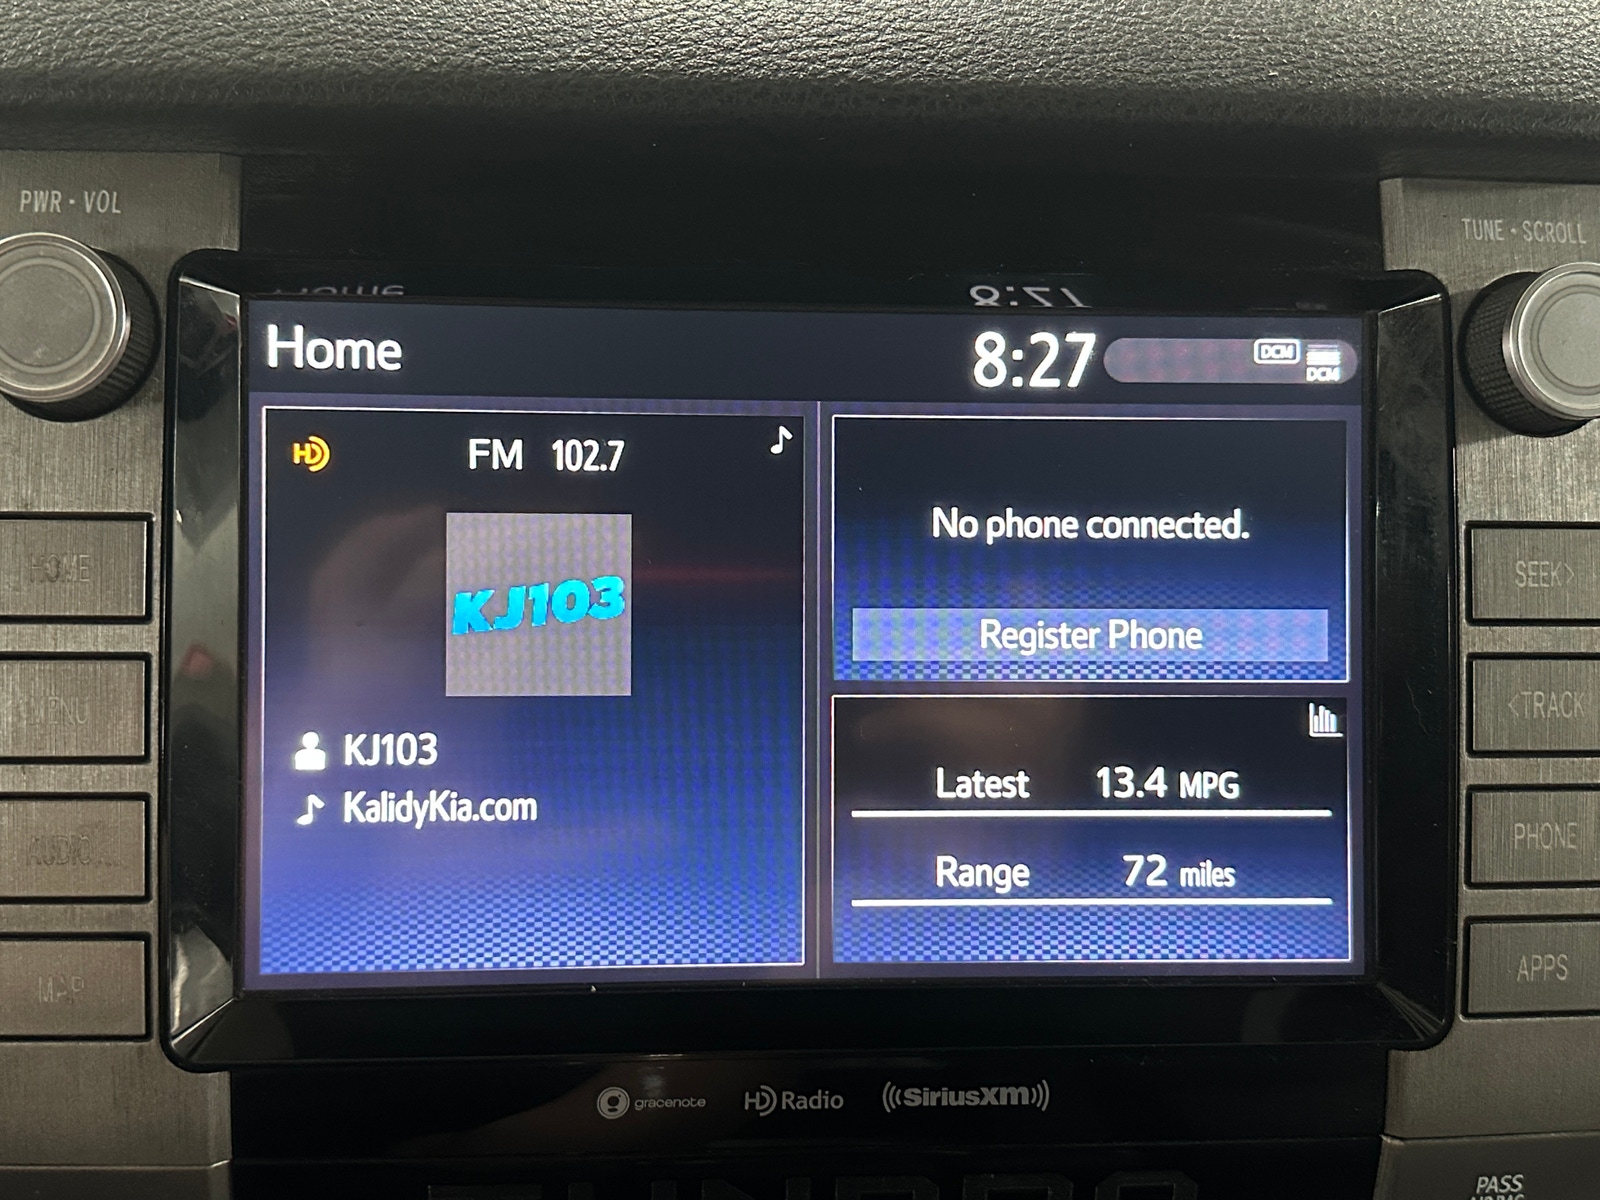 PWR • VOL
TUNE • SCROLL
Home
8:27
DCM
DCM
FM 102.7
KJ103
KJ103
KalidyKia.com
No phone connected.
Register Phone
Latest 13.4 MPG
Range 72 miles
HOME
MENU
AUDIO
MAP
SEEK>
<TRACK
PHONE
APPS
gracenote
HD Radio
SiriusXM
PASS